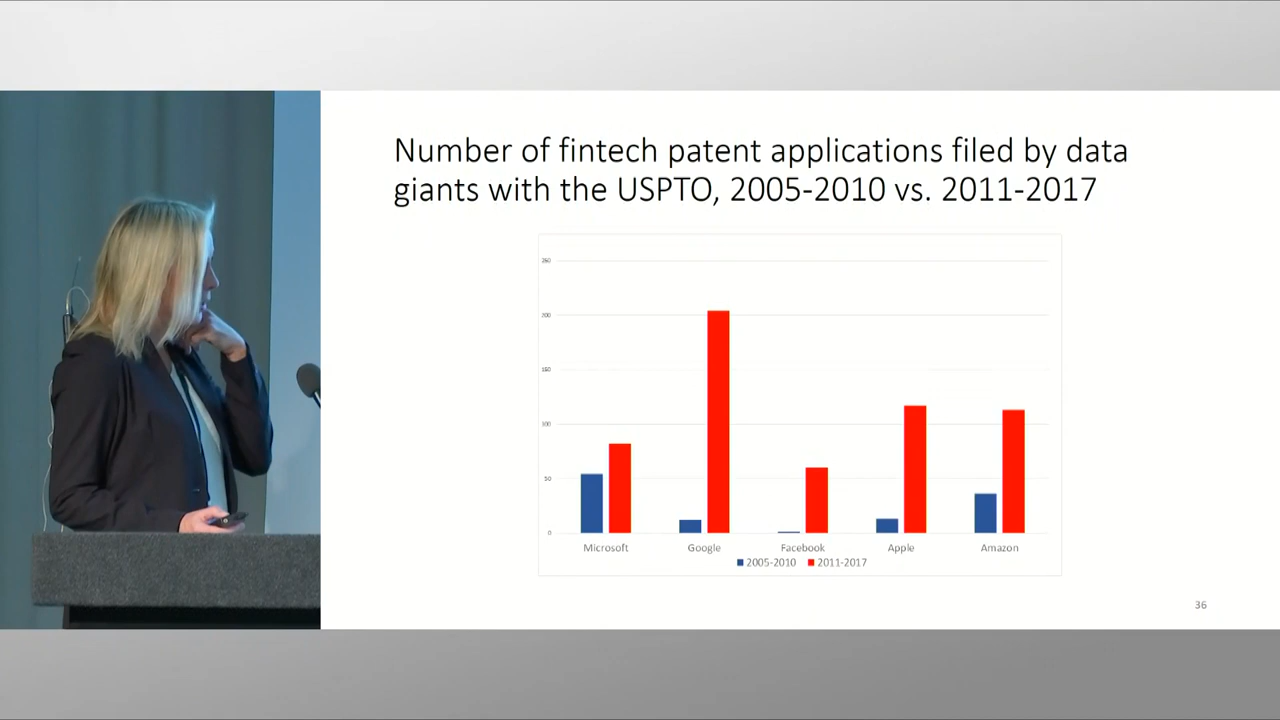 Number of fintech patent applications filed by data
giants with the USPTO, 2005-2010 vs. 2011-2017
250
200
150
100
50
0
Microsoft Google Facebook Apple Amazon
2005-2010 2011-2017
36